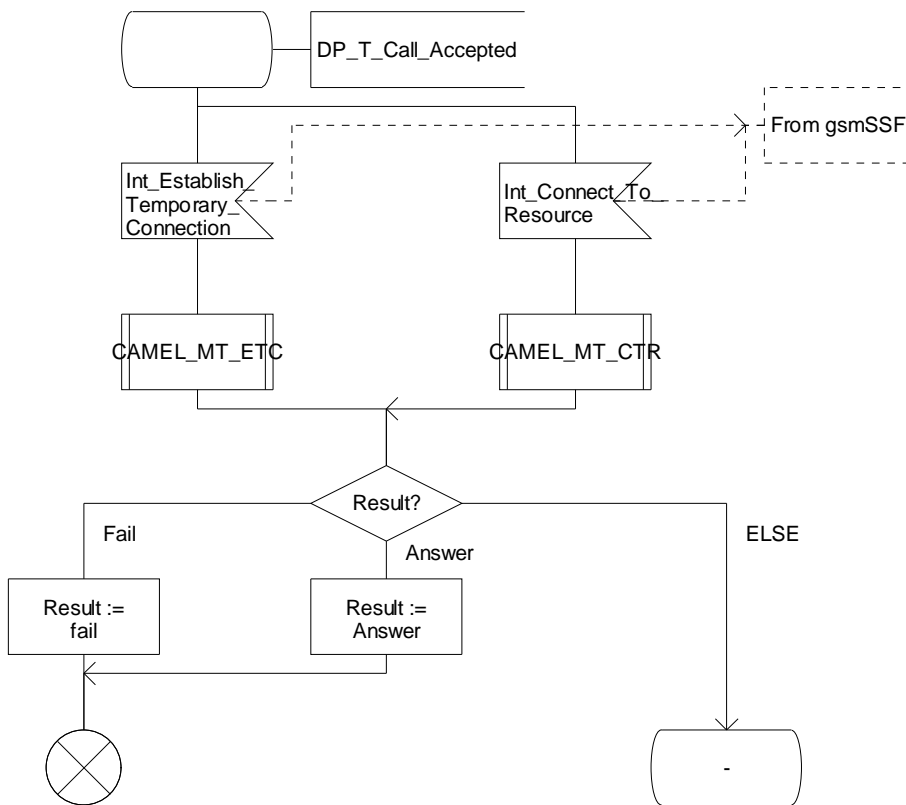 DP_T_Call_Accepted
From gsmSSF
Int_Establish_
Temporary_
Connection
Int_Connect_To_
Resource
CAMEL_MT_ETC
CAMEL_MT_CTR
Result?
Fail
Answer
ELSE
Result :=
fail
Result :=
Answer
-